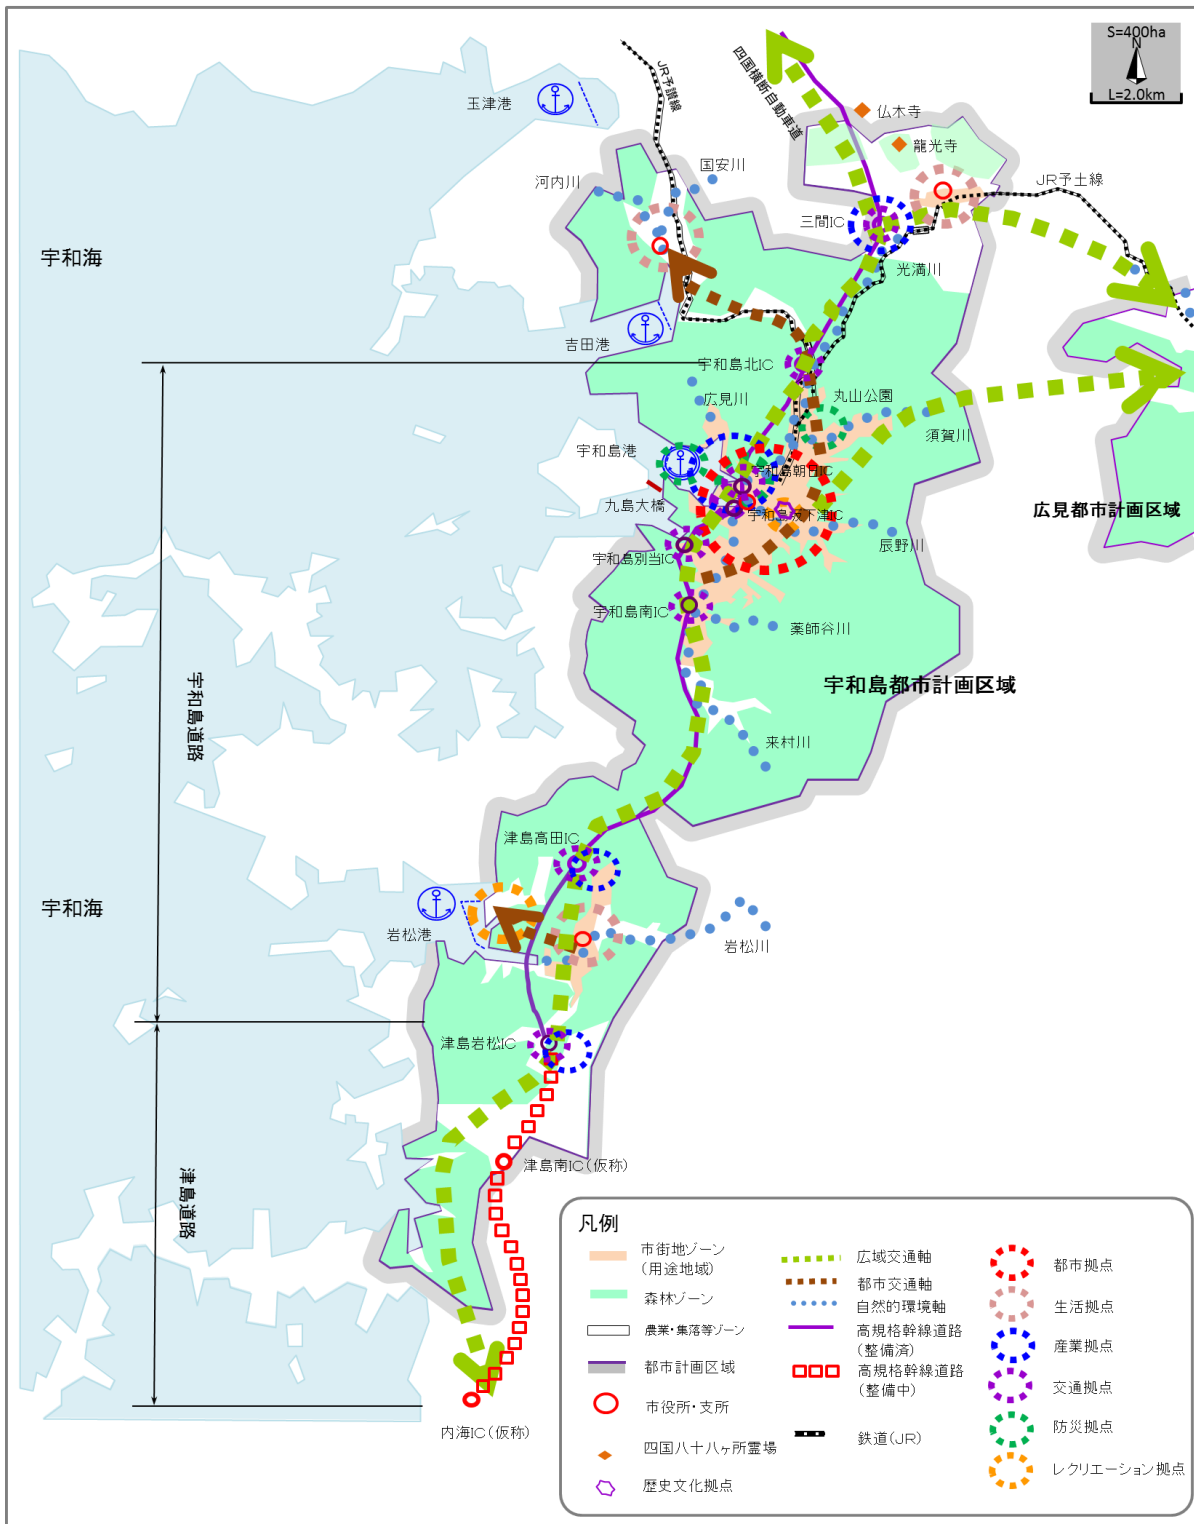 S=400ha
N
L=2.0km
四国横断自動車道
JR予讃線
玉津港
仏木寺
龍光寺
国安川
河内川
JR予土線
三間IC
宇和海
光満川
吉田港
宇和島北IC
広見川
丸山公園
須賀川
宇和島港
宇和島朝日IC
九島大橋
宇和島坂下津IC
広見都市計画区域
辰野川
宇和島別当IC
宇和島南IC
薬師谷川
宇和島都市計画区域
宇和島道路
来村川
津島高田IC
宇和海
岩松港
岩松川
津島岩松IC
津島道路
津島南IC(仮称)
内海IC(仮称)
凡例
市街地ゾーン
(用途地域)
森林ゾーン
農業・集落等ゾーン
都市計画区域
市役所・支所
四国八十八ヶ所霊場
歴史文化拠点
広域交通軸
都市交通軸
自然的環境軸
高規格幹線道路
(整備済)
高規格幹線道路
(整備中)
鉄道(JR)
都市拠点
生活拠点
産業拠点
交通拠点
防災拠点
レクリエーション拠点